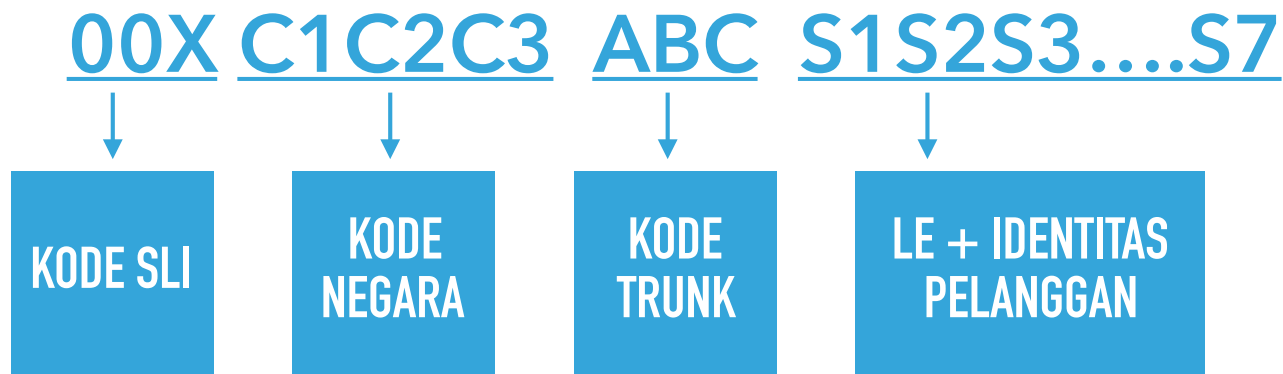 00X C1C2C3 ABC S1S2S3....S7
KODE SLI
KODE
NEGARA
KODE
TRUNK
LE + IDENTITAS
PELANGGAN